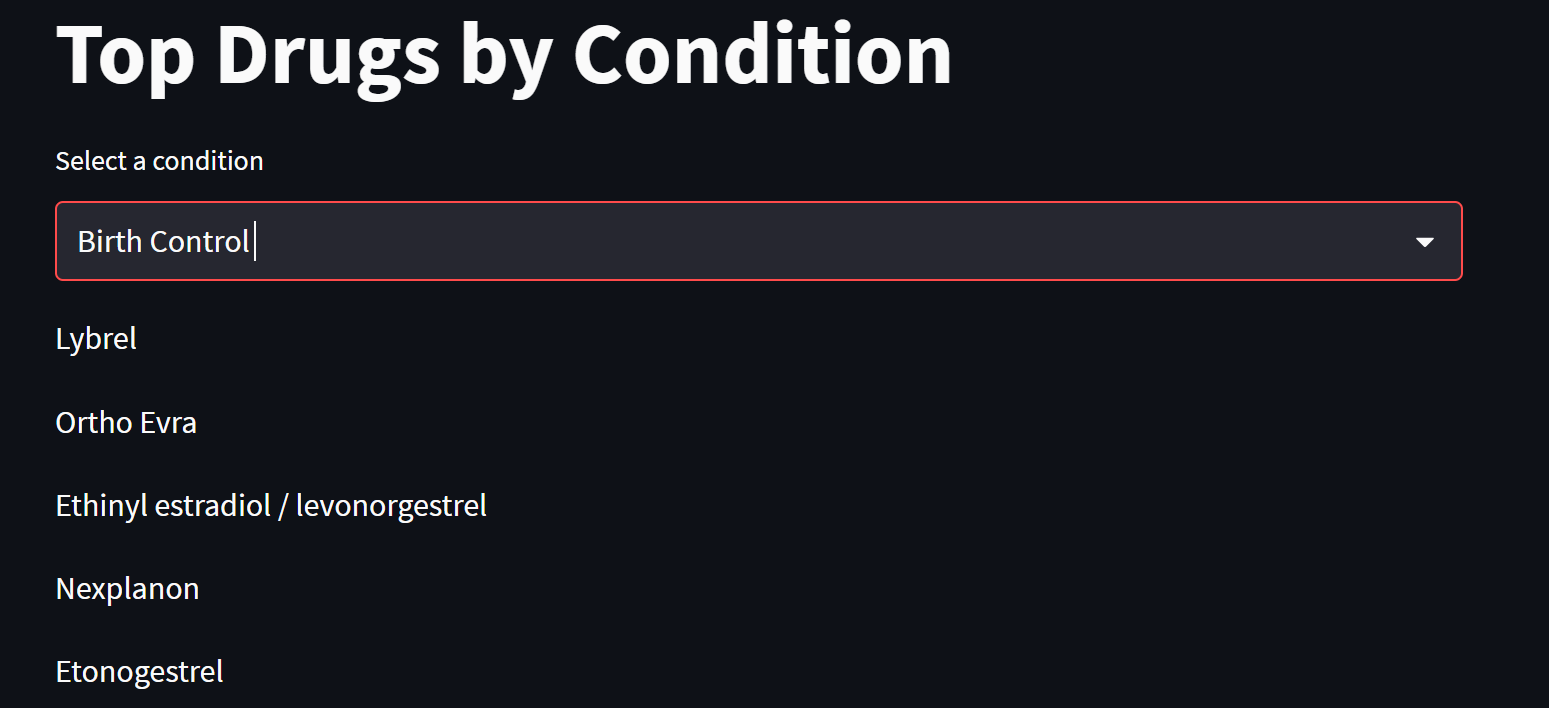 Top Drugs by Condition
Select a condition
Birth Control
Lybrel
Ortho Evra
Ethinyl estradiol / levonorgestrel
Nexplanon
Etonogestrel